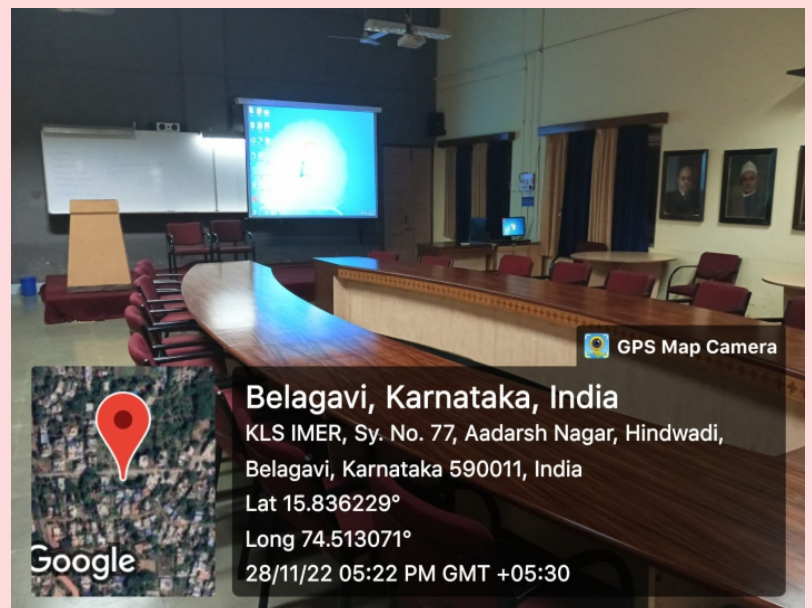 GPS Map Camera
Belagavi, Karnataka, India
KLS IMER, Sy. No. 77, Aadarsh Nagar, Hindwadi,
Belagavi, Karnataka 590011, India
Lat 15.836229°
Long 74.513071°
28/11/22 05:22 PM GMT +05:30
Google